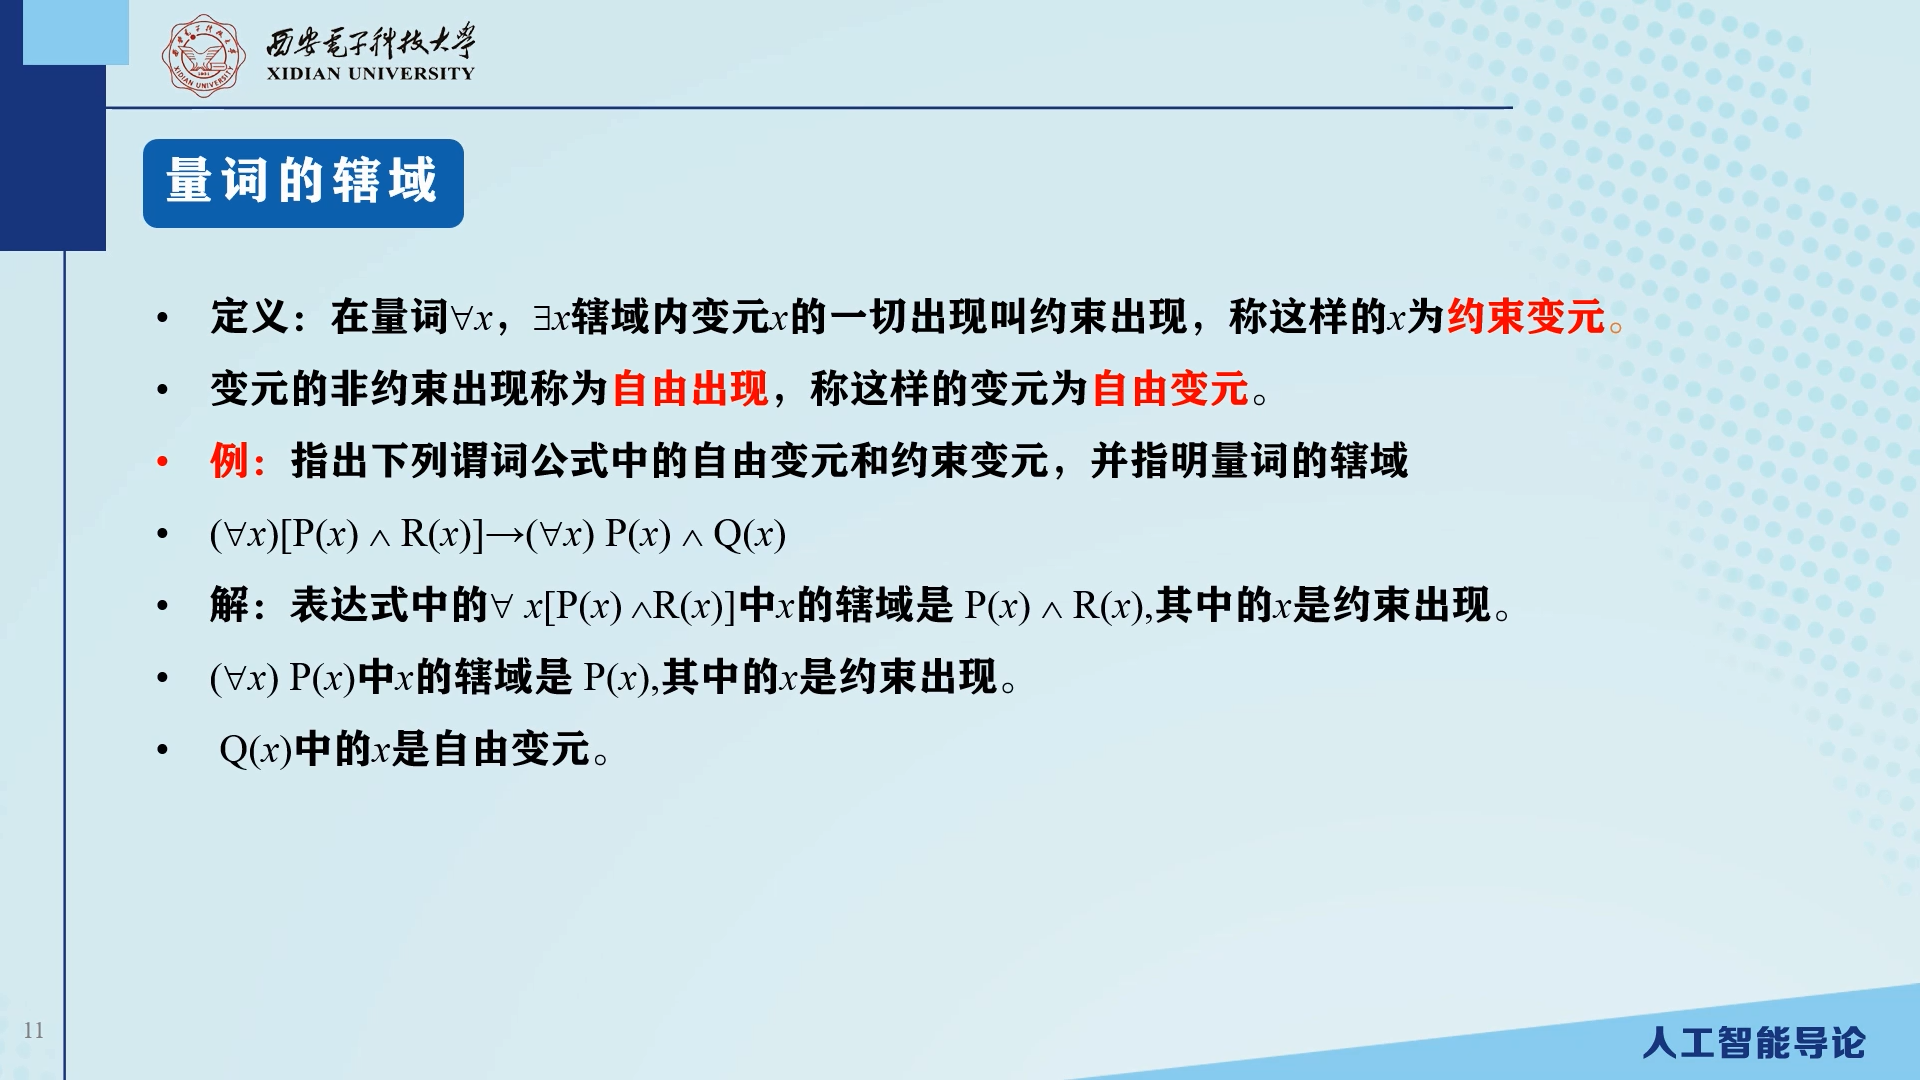 西安电子科技大学
XIDIAN UNIVERSITY
量词的辖域
• 定义：在量词∀x，∃x辖域内变元x的一切出现叫约束出现，称这样的x为约束变元。
• 变元的非约束出现称为自由出现，称这样的变元为自由变元。
• 例：指出下列谓词公式中的自由变元和约束变元，并指明量词的辖域
• (∀x)[P(x) ∧ R(x)]→(∀x) P(x) ∧ Q(x)
• 解：表达式中的∀ x[P(x) ∧R(x)]中x的辖域是 P(x) ∧ R(x),其中的x是约束出现。
• (∀x) P(x)中x的辖域是 P(x),其中的x是约束出现。
• Q(x)中的x是自由变元。
11
人工智能导论